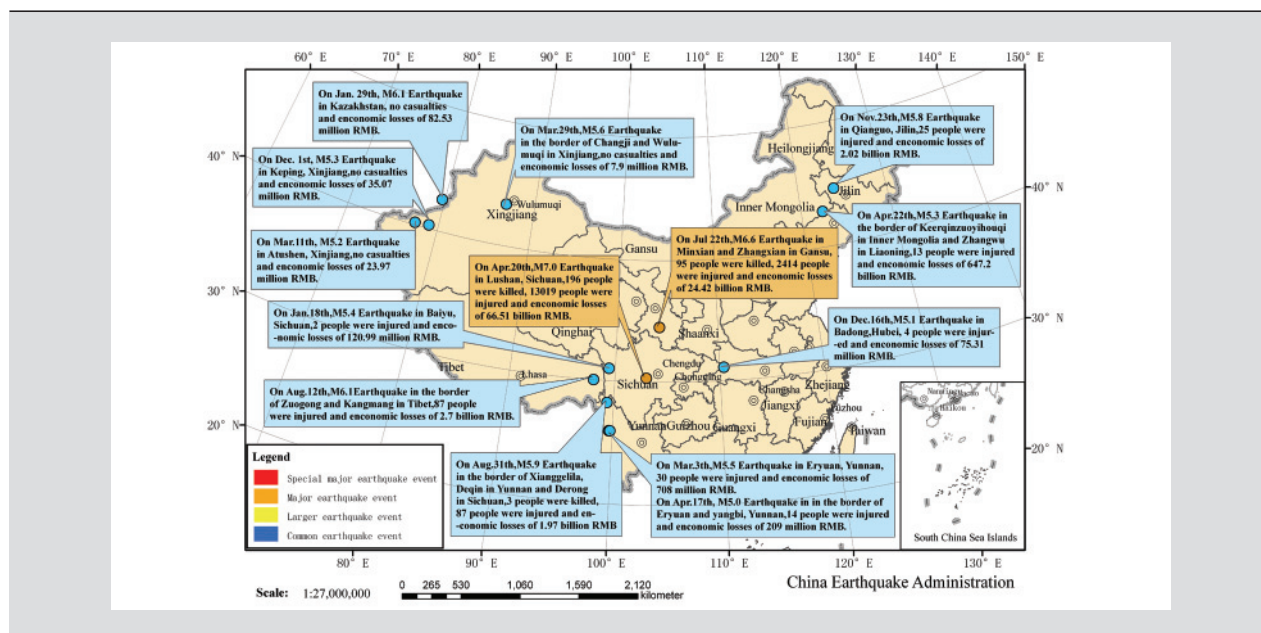 60° E 70° E 80° E 90° E 100° E 110° E 120° E 130° E 140° E 150° E
On Jan. 29th, M6.1 Earthquake
in Kazakhstan, no casualties
and enconomic losses of 82.53
million RMB.
On Mar.29th,M5.6 Earthquake
in the border of Changji and Wulu-
muqi in Xinjiang,no casualties and
enconomic losses of 7.9 million RMB.
On Nov.23th,M5.8 Earthquake
in Qianguo, Jilin,25 people were
injured and enconomic losses of
2.02 billion RMB.
On Dec. 1st, M5.3 Earthquake
in Keping, Xinjiang,no casualties
and enconomic losses of 35.07
million RMB.
On Mar.11th, M5.2 Earthquake
in Atushen, Xinjiang,no casualties
and enconomic losses of 23.97
million RMB.
On Apr.22th,M5.3 Earthquake in
the border of Keerqinzuoyihouqi
in Inner Mongolia and Zhangwu
in Liaoning,13 people were injured
and enconomic losses of 647.2
billion RMB.
On Jul 22th,M6.6 Earthquake in
Minxian and Zhangxian in Gansu,
95 people were killed, 2414 people
were injured and enconomic losses
of 24.42 billion RMB.
On Apr.20th,M7.0 Earthquake
in Lushan, Sichuan,196 people
were killed, 13019 people were
injured and enconomic losses
of 66.51 billion RMB.
On Jan.18th,M5.4 Earthquake in Baiyu,
Sichuan,2 people were injured and enco-
-nomic losses of 120.99 million RMB.
On Dec.16th,M5.1 Earthquake in
Badong,Hubei, 4 people were injur-
-ed and enconomic losses of 75.31
million RMB.
On Aug.12th,M6.1Earthquake in the border
of Zuogong and Kangmang in Tibet,87 people
were injured and enconomic losses of 2.7 billion RMB.
On Aug.31th,M5.9 Earthquake
in the border of Xianggelila,
Deqin in Yunnan and Derong
in Sichuan,3 people were killed,
87 people were injured and en-
-conomic losses of 1.97 billion RMB
On Mar.3th,M5.5 Earthquake in Eryuan, Yunnan,
30 people were injured and enconomic losses of
708 million RMB.
On Apr.17th,M5.0 Earthquake in in the border of
Eryuan and yangbi, Yunnan,14 people were injured
and enconomic losses of 209 million RMB.
Heilongjiang
Jilin
Inner Mongolia
Wulumuqi
Xingjiang
Gansu
Qinghai
Shaanxi
Tibet
Lhasa
Chengdu
Sichuan
Chongqing
Changsha
Zhejiang
Jiangxi
Fujian
Yunnan
Guizhou
Guangxi
Taiwan
Haikou
40° N
30° N
20° N
40° N
30° N
20° N
Legend
Special major earthquake event
Major earthquake event
Larger earthquake event
Common earthquake event
South China Sea Islands
80° E 90° E 100° E 110° E 120° E 130° E
China Earthquake Administration
Scale: 1:27,000,000
0 265 530 1,060 1,590 2,120
kilometer